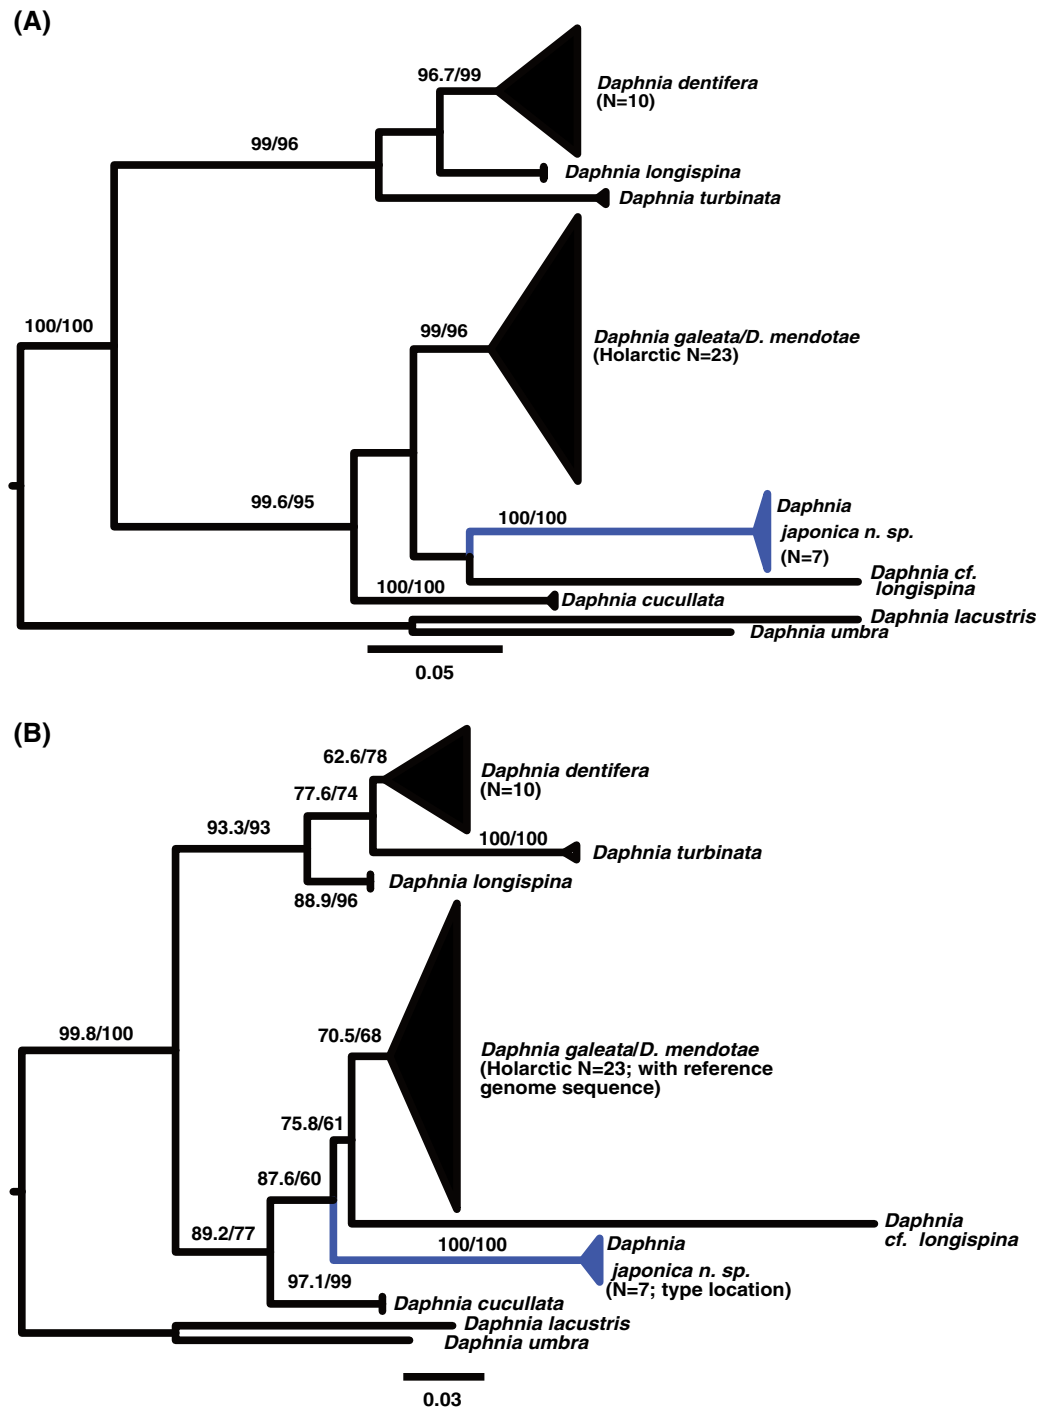 (A)
96.7/99
Daphnia dentifera
(N=10)
99/96
Daphnia longispina
Daphnia turbinata
100/100
99/96
Daphnia galeata/D. mendotae
(Holarctic N=23)
99.6/95
100/100
Daphnia
japonica n. sp.
(N=7)
Daphnia cf.
longispina
100/100
Daphnia cucullata
Daphnia lacustris
Daphnia umbra
0.05
(B)
62.6/78
Daphnia dentifera
(N=10)
77.6/74
93.3/93
100/100
Daphnia turbinata
Daphnia longispina
88.9/96
99.8/100
70.5/68
Daphnia galeata/D. mendotae
(Holarctic N=23; with reference
genome sequence)
75.8/61
87.6/60
Daphnia
cf. longispina
89.2/77
100/100
Daphnia
japonica n. sp.
(N=7; type location)
97.1/99
Daphnia cucullata
Daphnia lacustris
Daphnia umbra
0.03